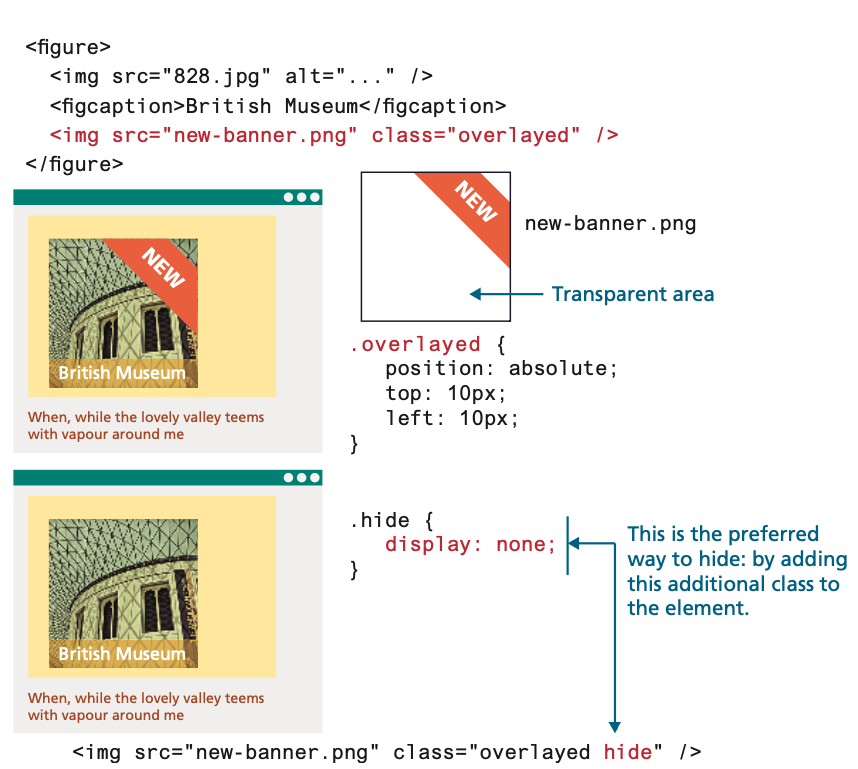 <figure>
<img src="828.jpg" alt="..." />
<figcaption>British Museum</figcaption>
<img src="new-banner.png" class="overlayed" />
</figure>
NEW
British Museum
When, while the lovely valley teems
with vapour around me
NEW
new-banner.png
Transparent area
.overlayed {
position: absolute;
top: 10px;
left: 10px;
}
British Museum
When, while the lovely valley teems
with vapour around me
.hide {
display: none;
}
This is the preferred
way to hide: by adding
this additional class to
the element.
<img src="new-banner.png" class="overlayed hide" />